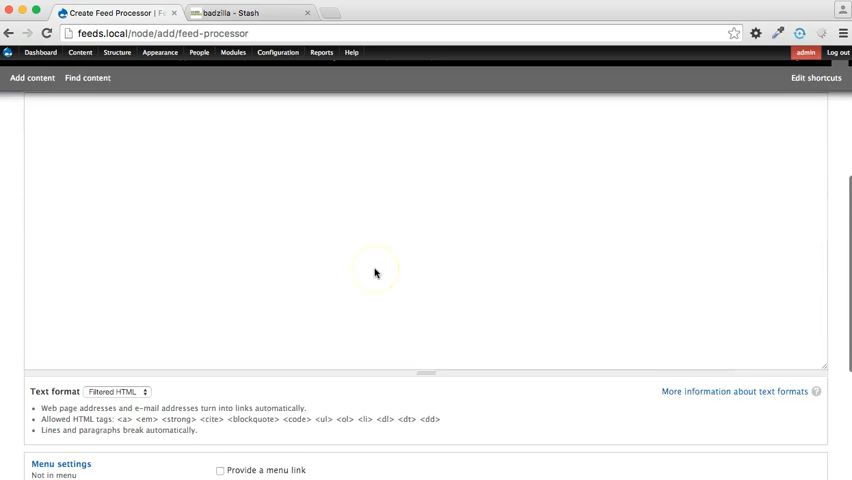 Create Feed Processor | Fe
badzilla - Stash
feeds.local/node/add/feed-processor
Dashboard Content Structure Appearance People Modules Configuration Reports Help admin Log out
Add content Find content Edit shortcuts
Text format Filtered HTML More information about text formats ?
Web page addresses and e-mail addresses turn into links automatically.
Allowed HTML tags: <a> <em> <strong> <cite> <blockquote> <code> <ul> <ol> <li> <dl> <dt> <dd>
Lines and paragraphs break automatically.
Menu settings Provide a menu link
Not in menu